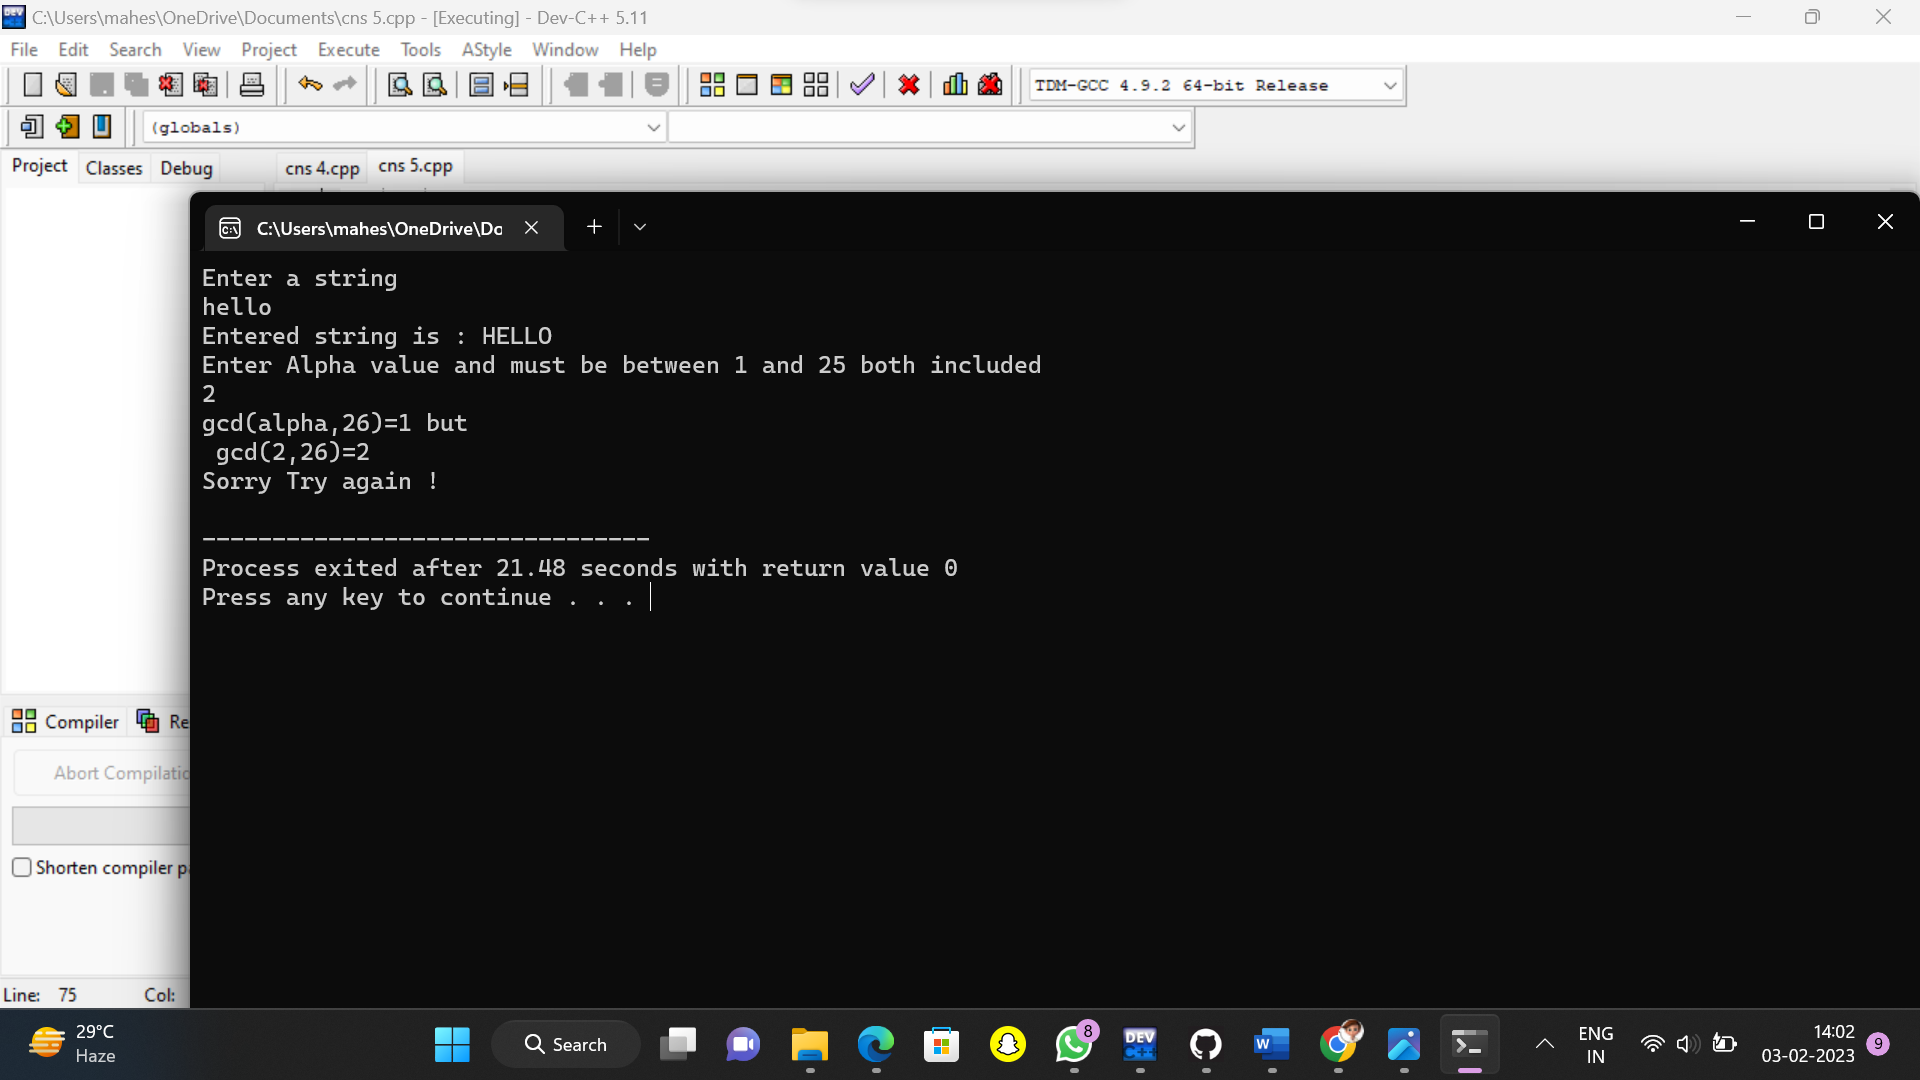 C:\Users\mahes\OneDrive\Documents\cns 5.cpp - [Executing] - Dev-C++ 5.11
File Edit Search View Project Execute Tools AStyle Window Help
TDM-GCC 4.9.2 64-bit Release
(globals)
Project Classes Debug cns 4.cpp cns 5.cpp
C:\Users\mahes\OneDrive\Do
Enter a string
hello
Entered string is : HELLO
Enter Alpha value and must be between 1 and 25 both included
2
gcd(alpha,26)=1 but
gcd(2,26)=2
Sorry Try again !
--------------------------------
Process exited after 21.48 seconds with return value 0
Press any key to continue . . .
Compiler Re
Abort Compilatio
Shorten compiler p
Line: 75 Col:
29°C
Haze
Search
8
DEV
C++
W
ENG
IN
14:02
03-02-2023
9